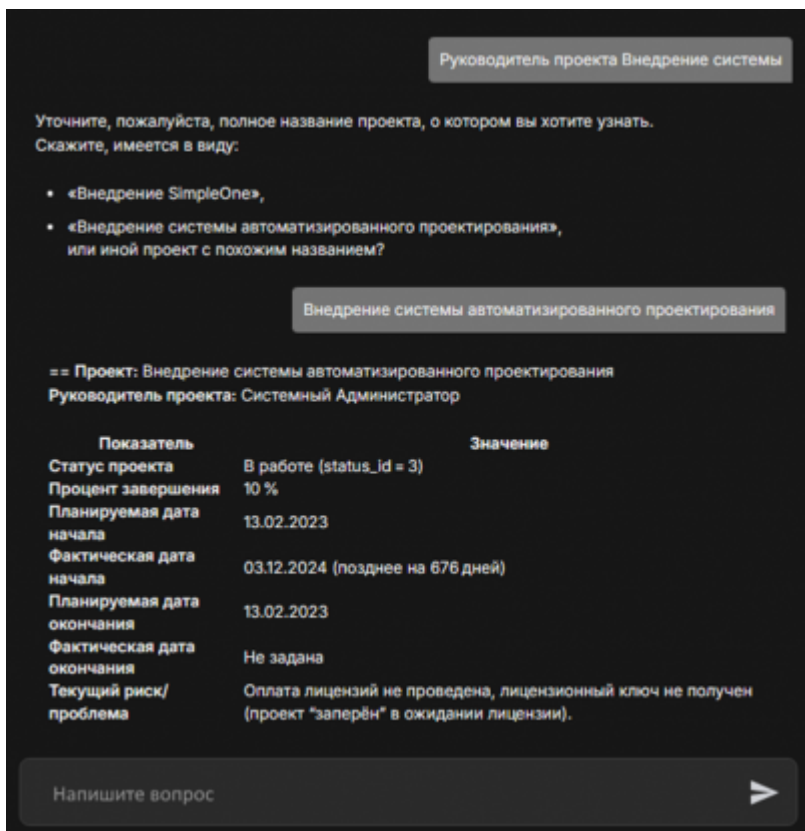 Руководитель проекта Внедрение системы
Уточните, пожалуйста, полное название проекта, о котором вы хотите узнать.
Скажите, имеется в виду:
• «Внедрение SimpleOne»,
• «Внедрение системы автоматизированного проектирования»,
или иной проект с похожим названием?
Внедрение системы автоматизированного проектирования
== Проект: Внедрение системы автоматизированного проектирования
Руководитель проекта: Системный Администратор
Показатель Значение
Статус проекта В работе (status_id = 3)
Процент завершения 10 %
Планируемая дата
начала 13.02.2023
Фактическая дата
начала 03.12.2024 (позднее на 676 дней)
Планируемая дата
окончания 13.02.2023
Фактическая дата
окончания Не задана
Текущий риск/ Оплата лицензий не проведена, лицензионный ключ не получен
проблема (проект "заперён" в ожидании лицензии).
Напишите вопрос